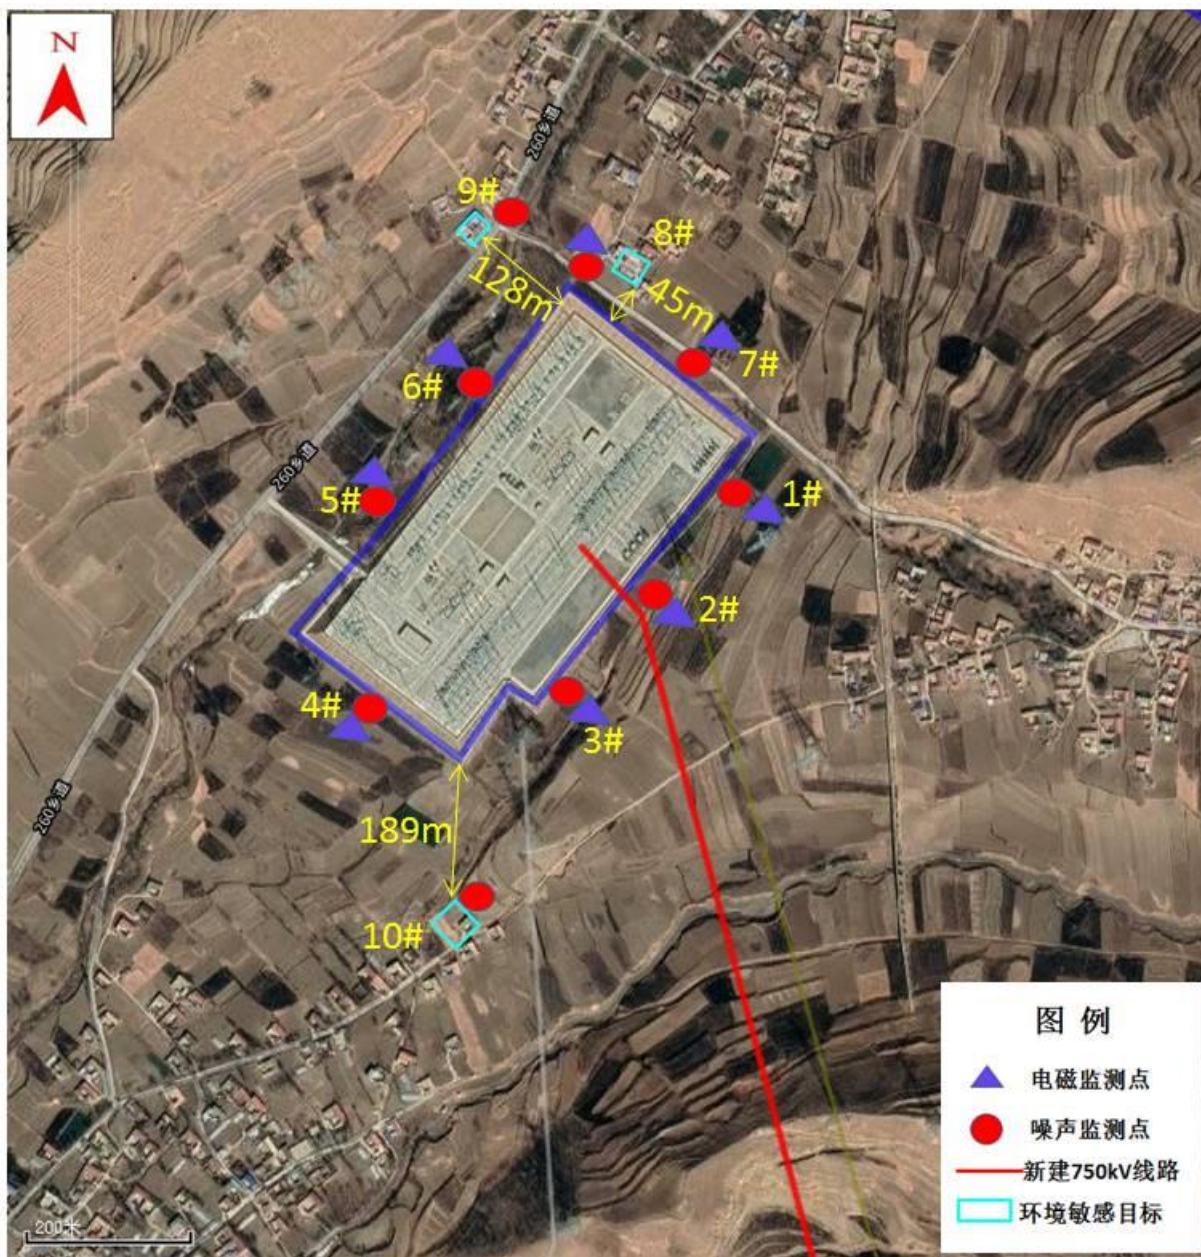 N
260乡道
9#
8#
128m
45m
7#
6#
260乡道
5#
1#
2#
4#
3#
260乡道
189m
10#
图 例
电磁监测点
噪声监测点
新建750kV线路
环境敏感目标
200米